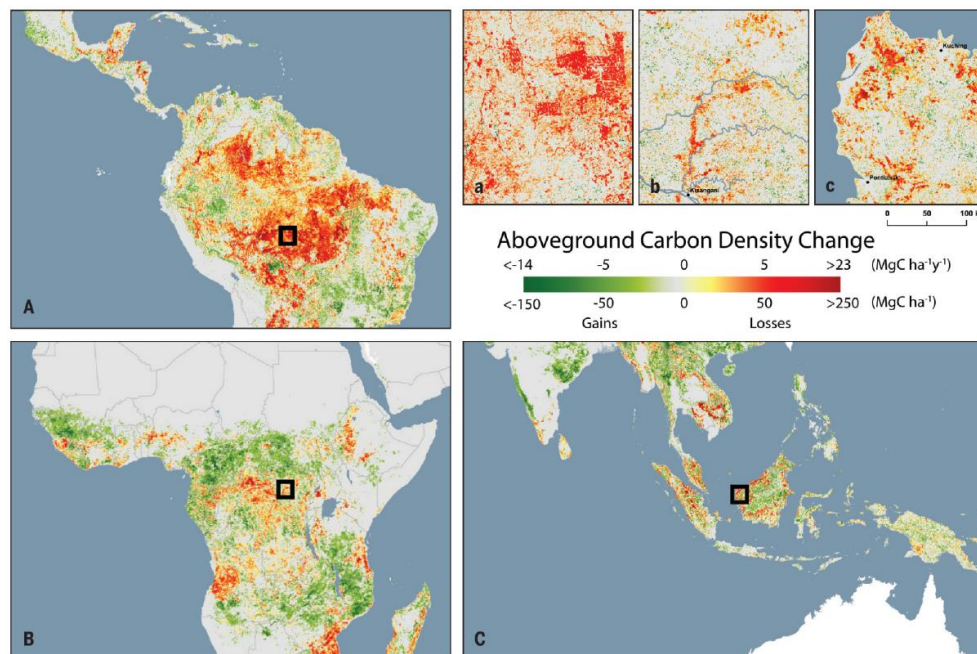 A
a
b
Kisangani
c
Kuching
Pontianak
0 50 100
Aboveground Carbon Density Change
<-14 -5 0 5 >23 (MgC ha⁻¹y⁻¹)
<-150 -50 0 50 >250 (MgC ha⁻¹)
Gains Losses
B
C